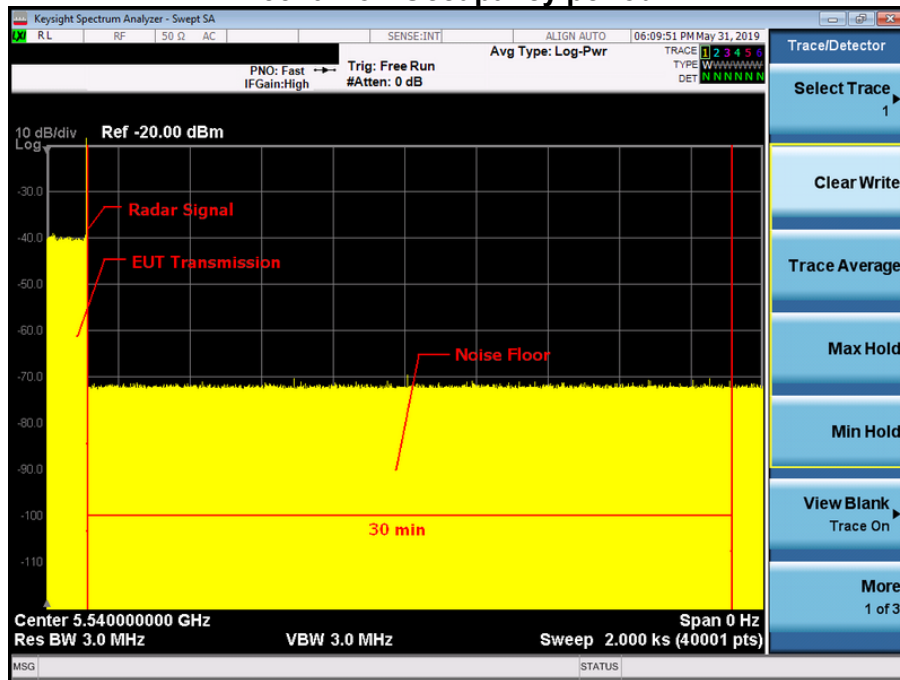 Keysight Spectrum Analyzer - Swept SA
RL RF 50 Ω AC SENSE:INT ALIGN AUTO 06:09:51 PM May 31, 2019
PNO: Fast
IFGain:High
Trig: Free Run
#Atten: 0 dB
Avg Type: Log-Pwr
TRACE 1 2 3 4 5 6
TYPE WWWWWW
DET N N N N N N
10 dB/div
Log
Ref -20.00 dBm
-30.0
-40.0
-50.0
-60.0
-70.0
-80.0
-90.0
-100
-110
Radar Signal
EUT Transmission
Noise Floor
30 min
Center 5.540000000 GHz
Span 0 Hz
Res BW 3.0 MHz
VBW 3.0 MHz
Sweep 2.000 ks (40001 pts)
MSG
STATUS
Trace/Detector
Select Trace
1
Clear Write
Trace Average
Max Hold
Min Hold
View Blank
Trace On
More
1 of 3